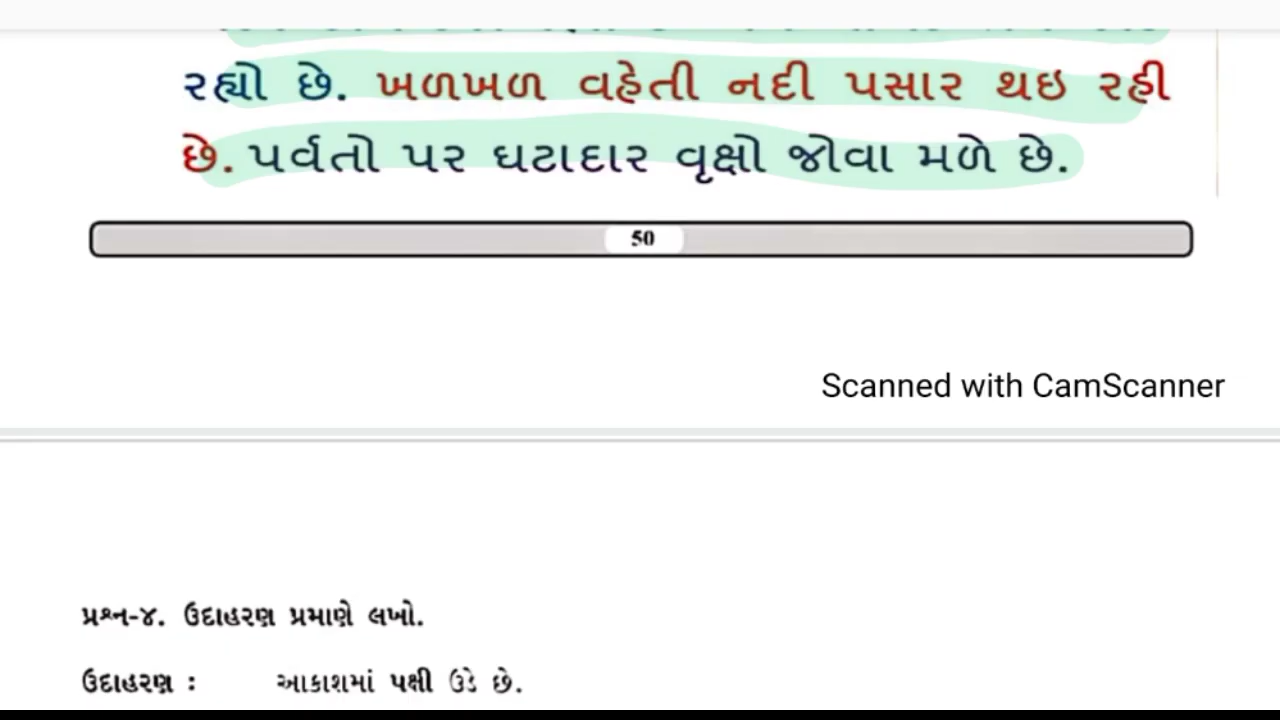 રહ્યો છે. ખળખળ વહેતી નદી પસાર થઇ રહી
છે. પર્વતો પર ઘટાદાર વૃક્ષો જોવા મળે છે.
50
Scanned with CamScanner
પ્રશ્ન-૪. ઉદાહરણ પ્રમાણે લખો.
ઉદાહરણ : આકાશમાં પક્ષી ઉડે છે.